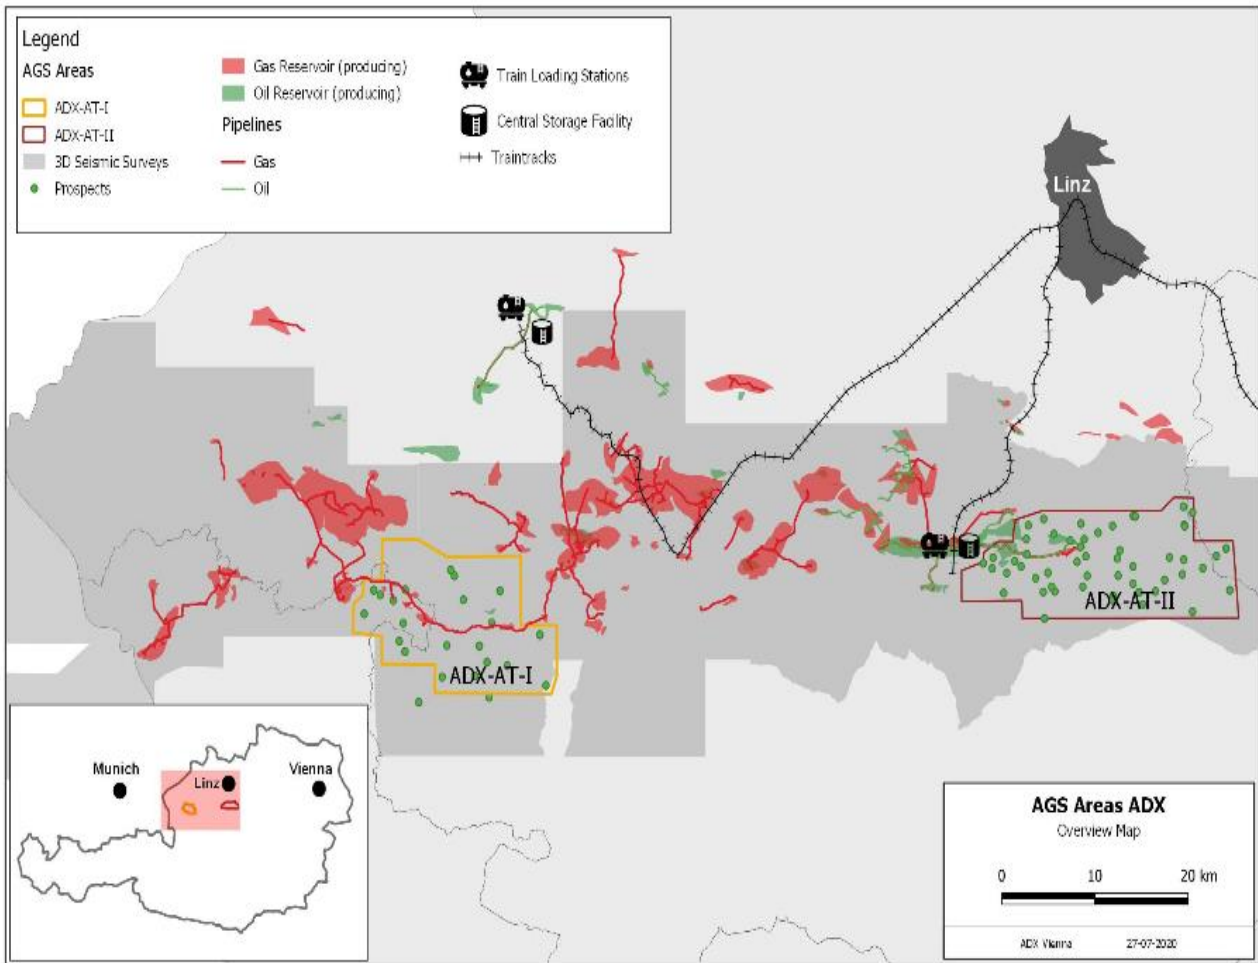 Legend
AGS Areas
ADX-AT-I
ADX-AT-II
3D Seismic Surveys
Prospects
Gas Reservoir (producing)
Oil Reservoir (producing)
Pipelines
Gas
Oil
Train Loading Stations
Central Storage Facility
Traintracks
Linz
ADX-AT-II
ADX-AT-I
Munich
Linz
Vienna
AGS Areas ADX
Overview Map
0 10 20 km
ADX Vienna 27-07-2020